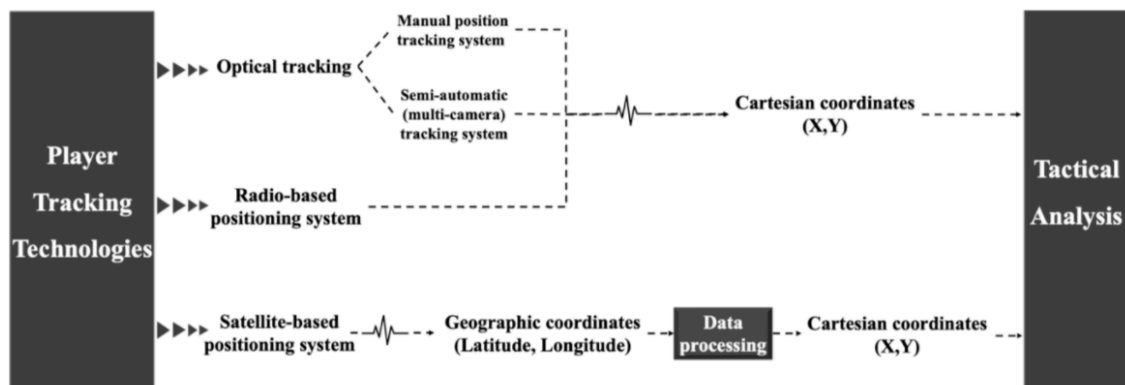 Player
Tracking
Technologies
Optical tracking
Manual position
tracking system
Semi-automatic
(multi-camera)
tracking system
Radio-based
positioning system
Cartesian coordinates
(X,Y)
Satellite-based
positioning system
Geographic coordinates
(Latitude, Longitude)
Data
processing
Cartesian coordinates
(X,Y)
Tactical
Analysis